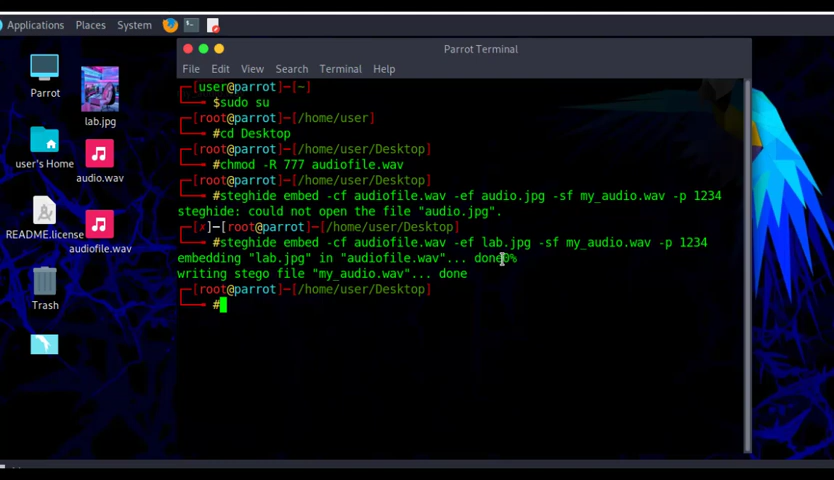 Applications Places System
Parrot Terminal
File Edit View Search Terminal Help
Parrot
lab.jpg
user's Home
audio.wav
README.license
audiofile.wav
Trash
┌─[user@parrot]─[~]
└──╼ $sudo su
┌─[root@parrot]─[/home/user]
└──╼ #cd Desktop
┌─[root@parrot]─[/home/user/Desktop]
└──╼ #chmod -R 777 audiofile.wav
┌─[root@parrot]─[/home/user/Desktop]
└──╼ #steghide embed -cf audiofile.wav -ef audio.jpg -sf my_audio.wav -p 1234
steghide: could not open the file "audio.jpg".
┌─[✗]─[root@parrot]─[/home/user/Desktop]
└──╼ #steghide embed -cf audiofile.wav -ef lab.jpg -sf my_audio.wav -p 1234
embedding "lab.jpg" in "audiofile.wav"... done0%
writing stego file "my_audio.wav"... done
┌─[root@parrot]─[/home/user/Desktop]
└──╼ #